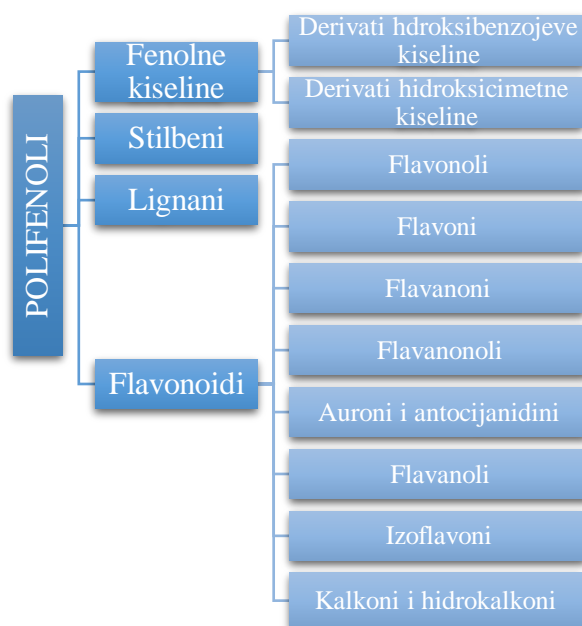 POLIFENOLI
Fenolne
kiseline
Derivati hdroksibenzojeve
kiseline
Derivati hidroksicimetne
kiseline
Stilbeni
Lignani
Flavonoidi
Flavonoli
Flavoni
Flavanoni
Flavanonoli
Auroni i antocijanidini
Flavanoli
Izoflavoni
Kalkoni i hidrokalkoni